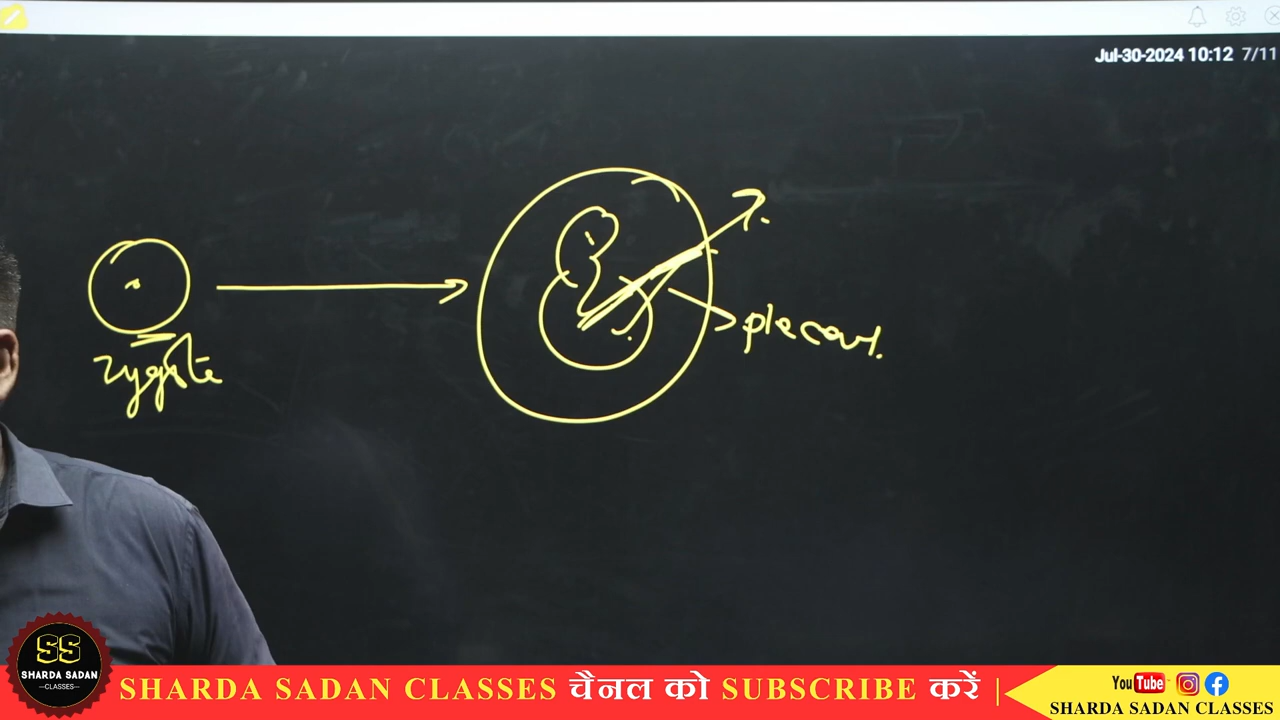 Jul-30-2024 10:12 7/11
zygote
SS
SHARDA SADAN
CLASSES
SHARDA SADAN CLASSES चैनल को SUBSCRIBE करें |
YouTube
SHARDA SADAN CLASSES